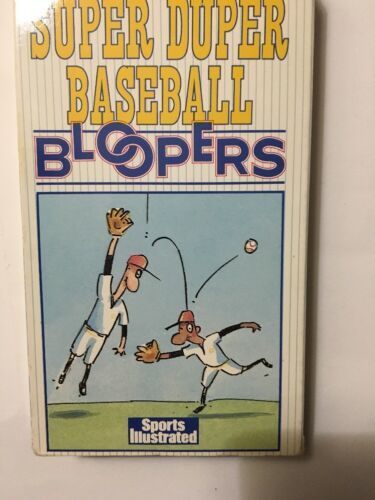 SUPER DUPER
BASEBALL
BLOOPERS
Sports
Illustrated